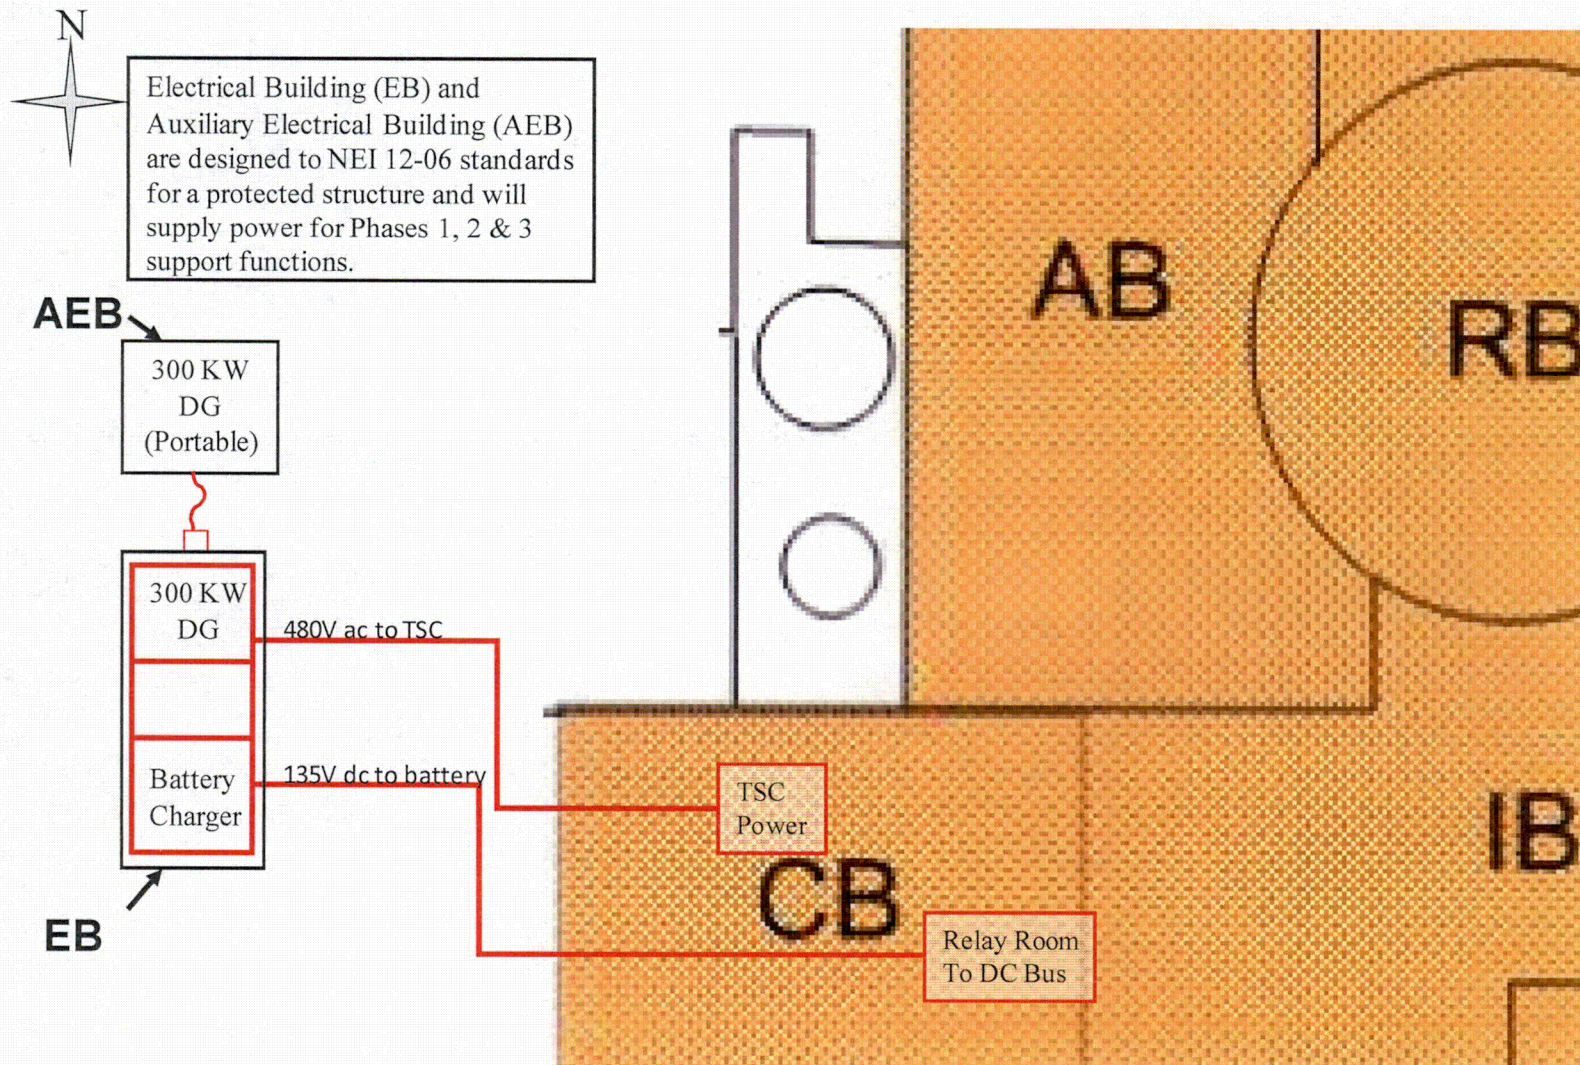 N
Electrical Building (EB) and
Auxiliary Electrical Building (AEB)
are designed to NEI 12-06 standards
for a protected structure and will
supply power for Phases 1, 2 & 3
support functions.
AEB
300 KW
DG
(Portable)
300 KW
DG
480V ac to TSC
Battery
Charger
135V dc to battery
EB
AB
RB
TSC
Power
CB
IB
Relay Room
To DC Bus